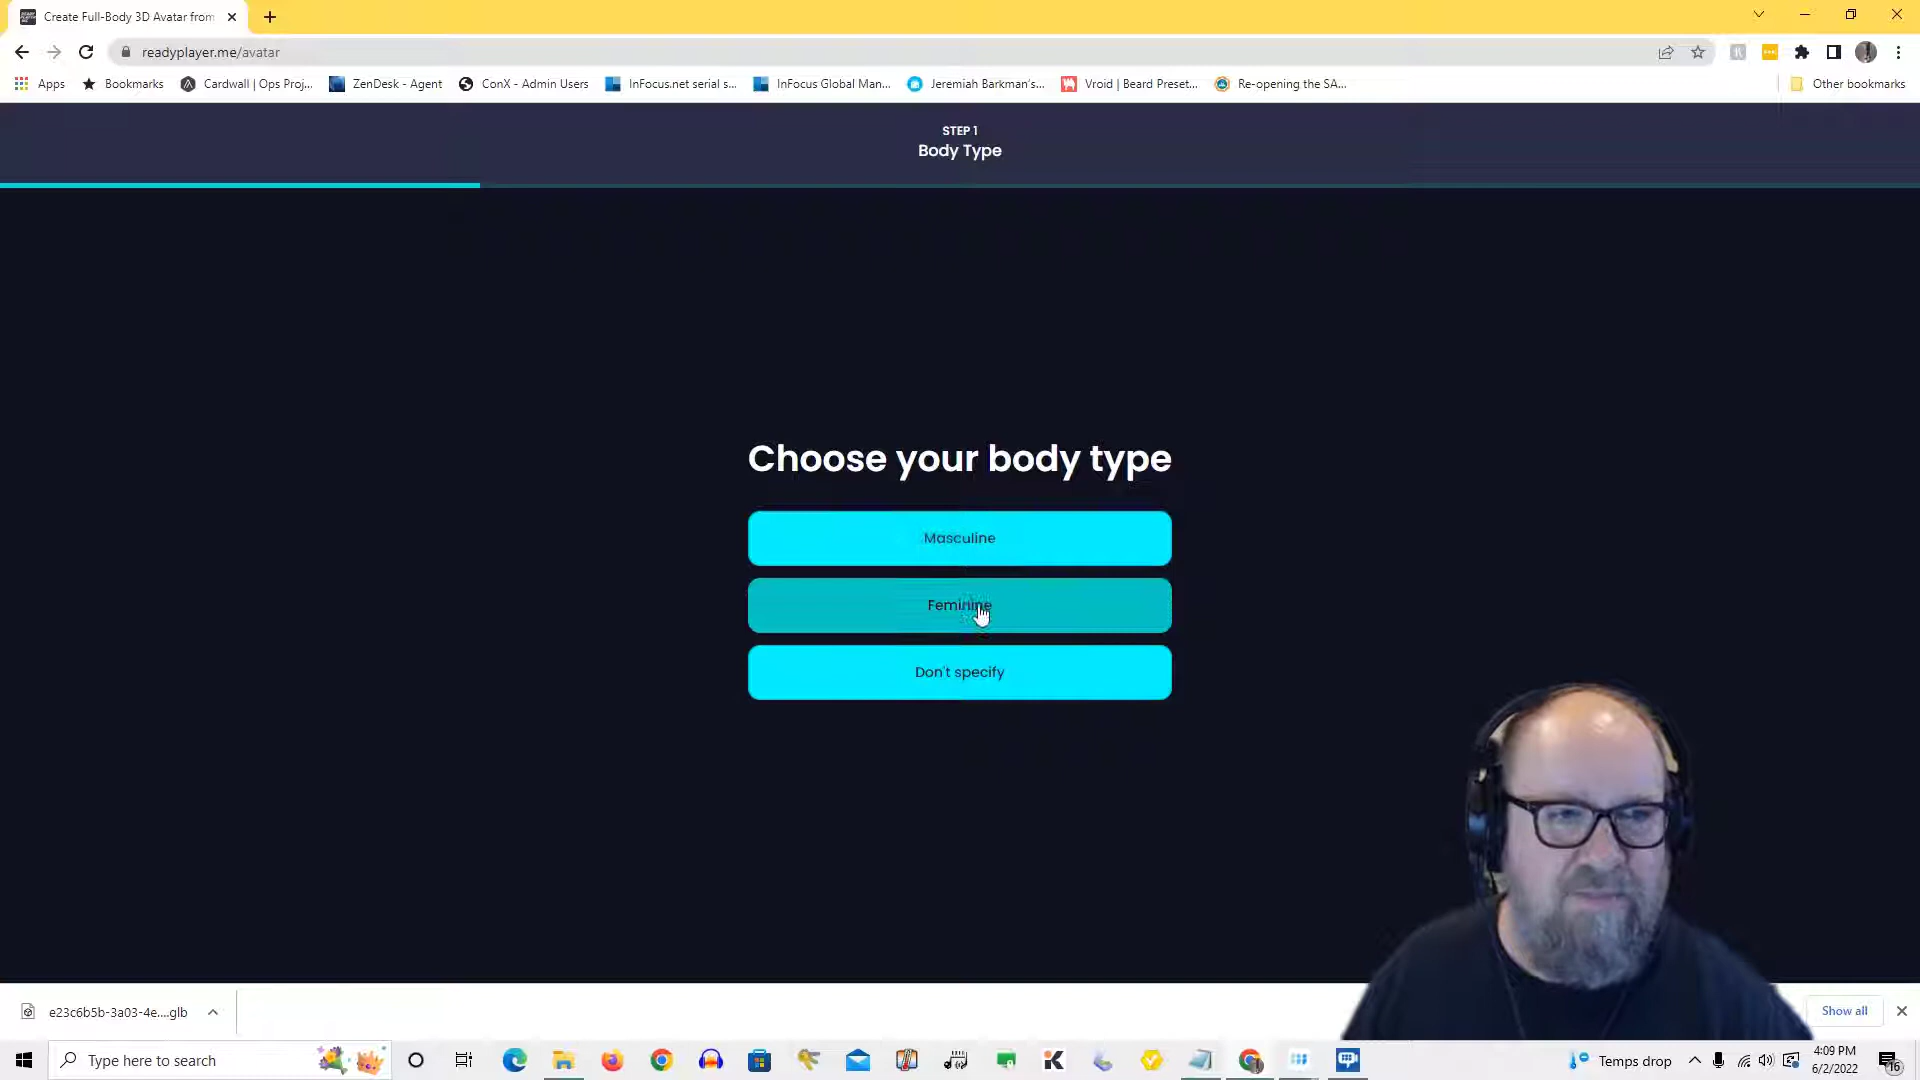 Create Full-Body 3D Avatar from
readyplayer.me/avatar
Apps
Bookmarks
Cardwall | Ops Proj...
ZenDesk - Agent
ConX - Admin Users
InFocus.net serial s...
InFocus Global Man...
Jeremiah Barkman's...
Vroid | Beard Preset...
Re-opening the SA...
Other bookmarks
STEP 1
Body Type
Choose your body type
Masculine
Feminine
Don't specify
e23c6b5b-3a03-4e....glb
Show all
Type here to search
Temps drop
4:09 PM
6/2/2022
16